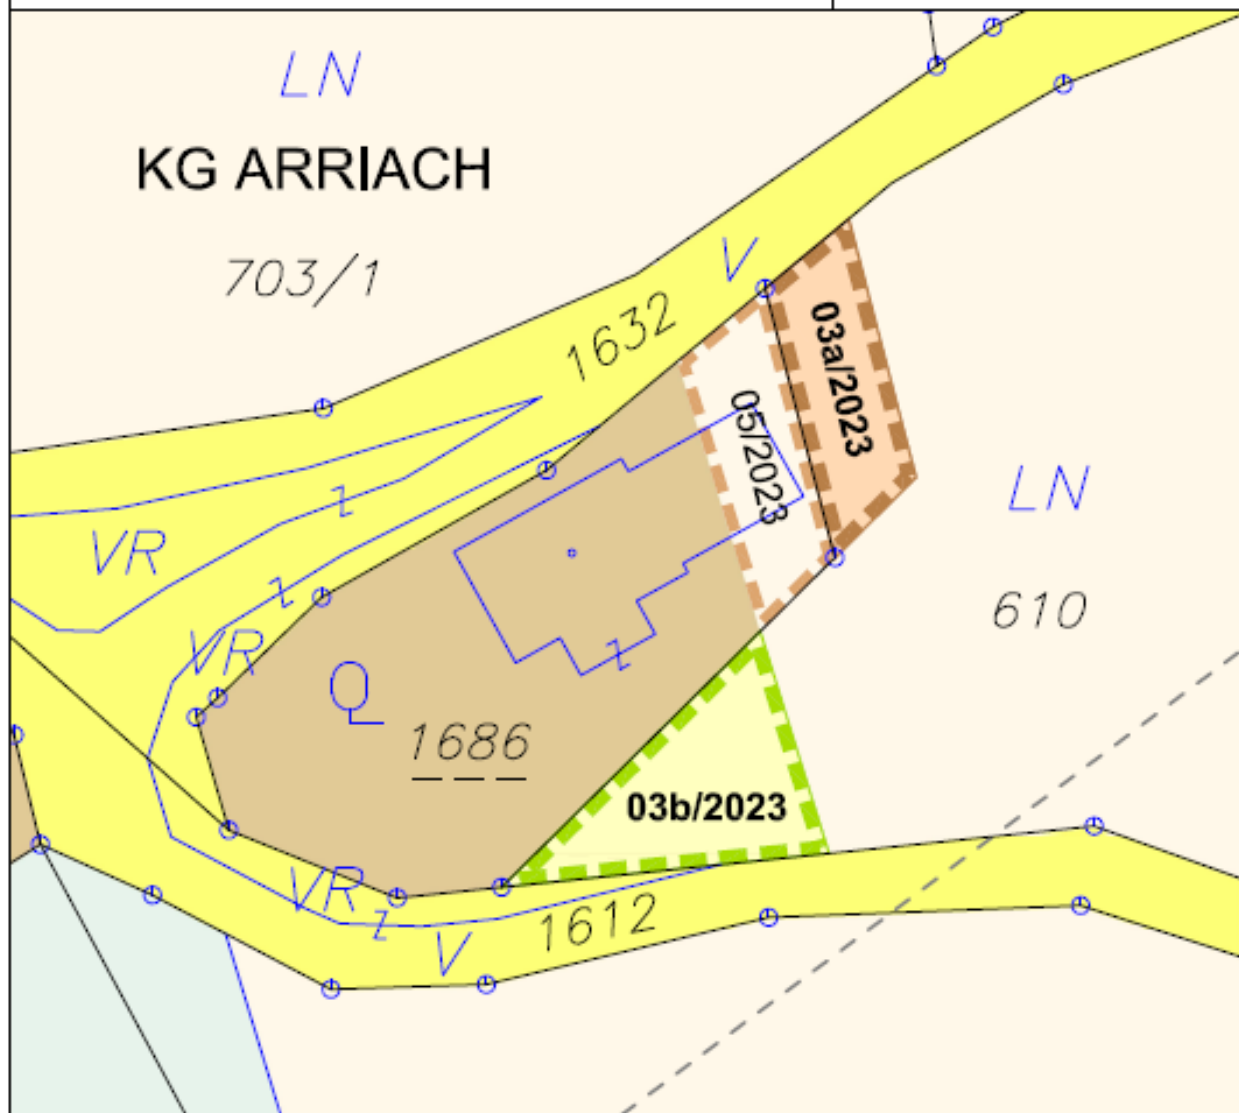 LN
KG ARRIACH
703/1
V
1632
03a/2023
05/2023
LN
VR
610
VR
Q
1686
03b/2023
VR
1612
V